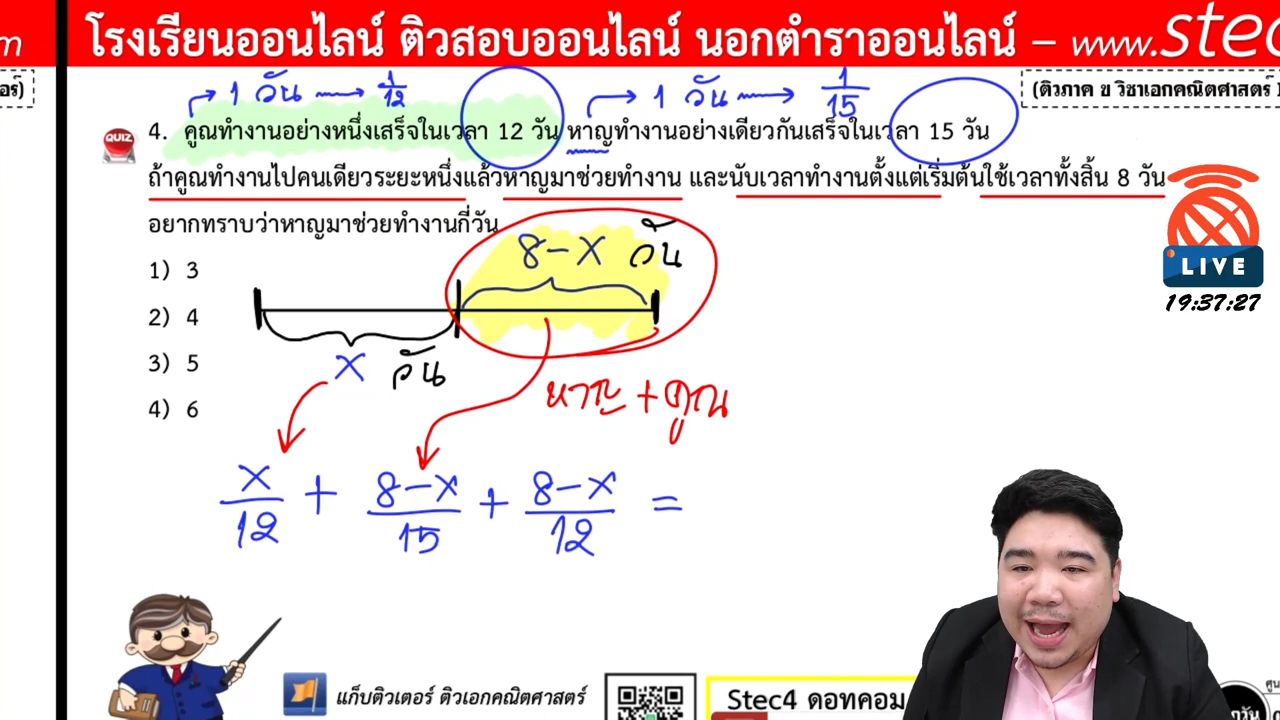 โรงเรียนออนไลน์ ติวสอบออนไลน์ นอกตำราออนไลน์ – www.stec
m
อร์)
(ติวภาค ข วิชาเอกคณิตศาสตร์
1 วัน → 1/12
1 วัน → 1/15
QUIZ
4. คูณทำงานอย่างหนึ่งเสร็จในเวลา 12 วัน หาญทำงานอย่างเดียวกันเสร็จในเวลา 15 วัน
ถ้าคูณทำงานไปคนเดียวระยะหนึ่งแล้วหาญมาช่วยทำงาน และนับเวลาทำงานตั้งแต่เริ่มต้นใช้เวลาทั้งสิ้น 8 วัน
อยากทราบว่าหาญมาช่วยทำงานกี่วัน
8-x วัน
1) 3
2) 4
3) 5
4) 6
LIVE
19:37:27
x วัน
หาญ + คูณ
x/12 + 8-x/15 + 8-x/12 =
แก็บติวเตอร์ ติวเอกคณิตศาสตร์
Stec4 ดอทคอม